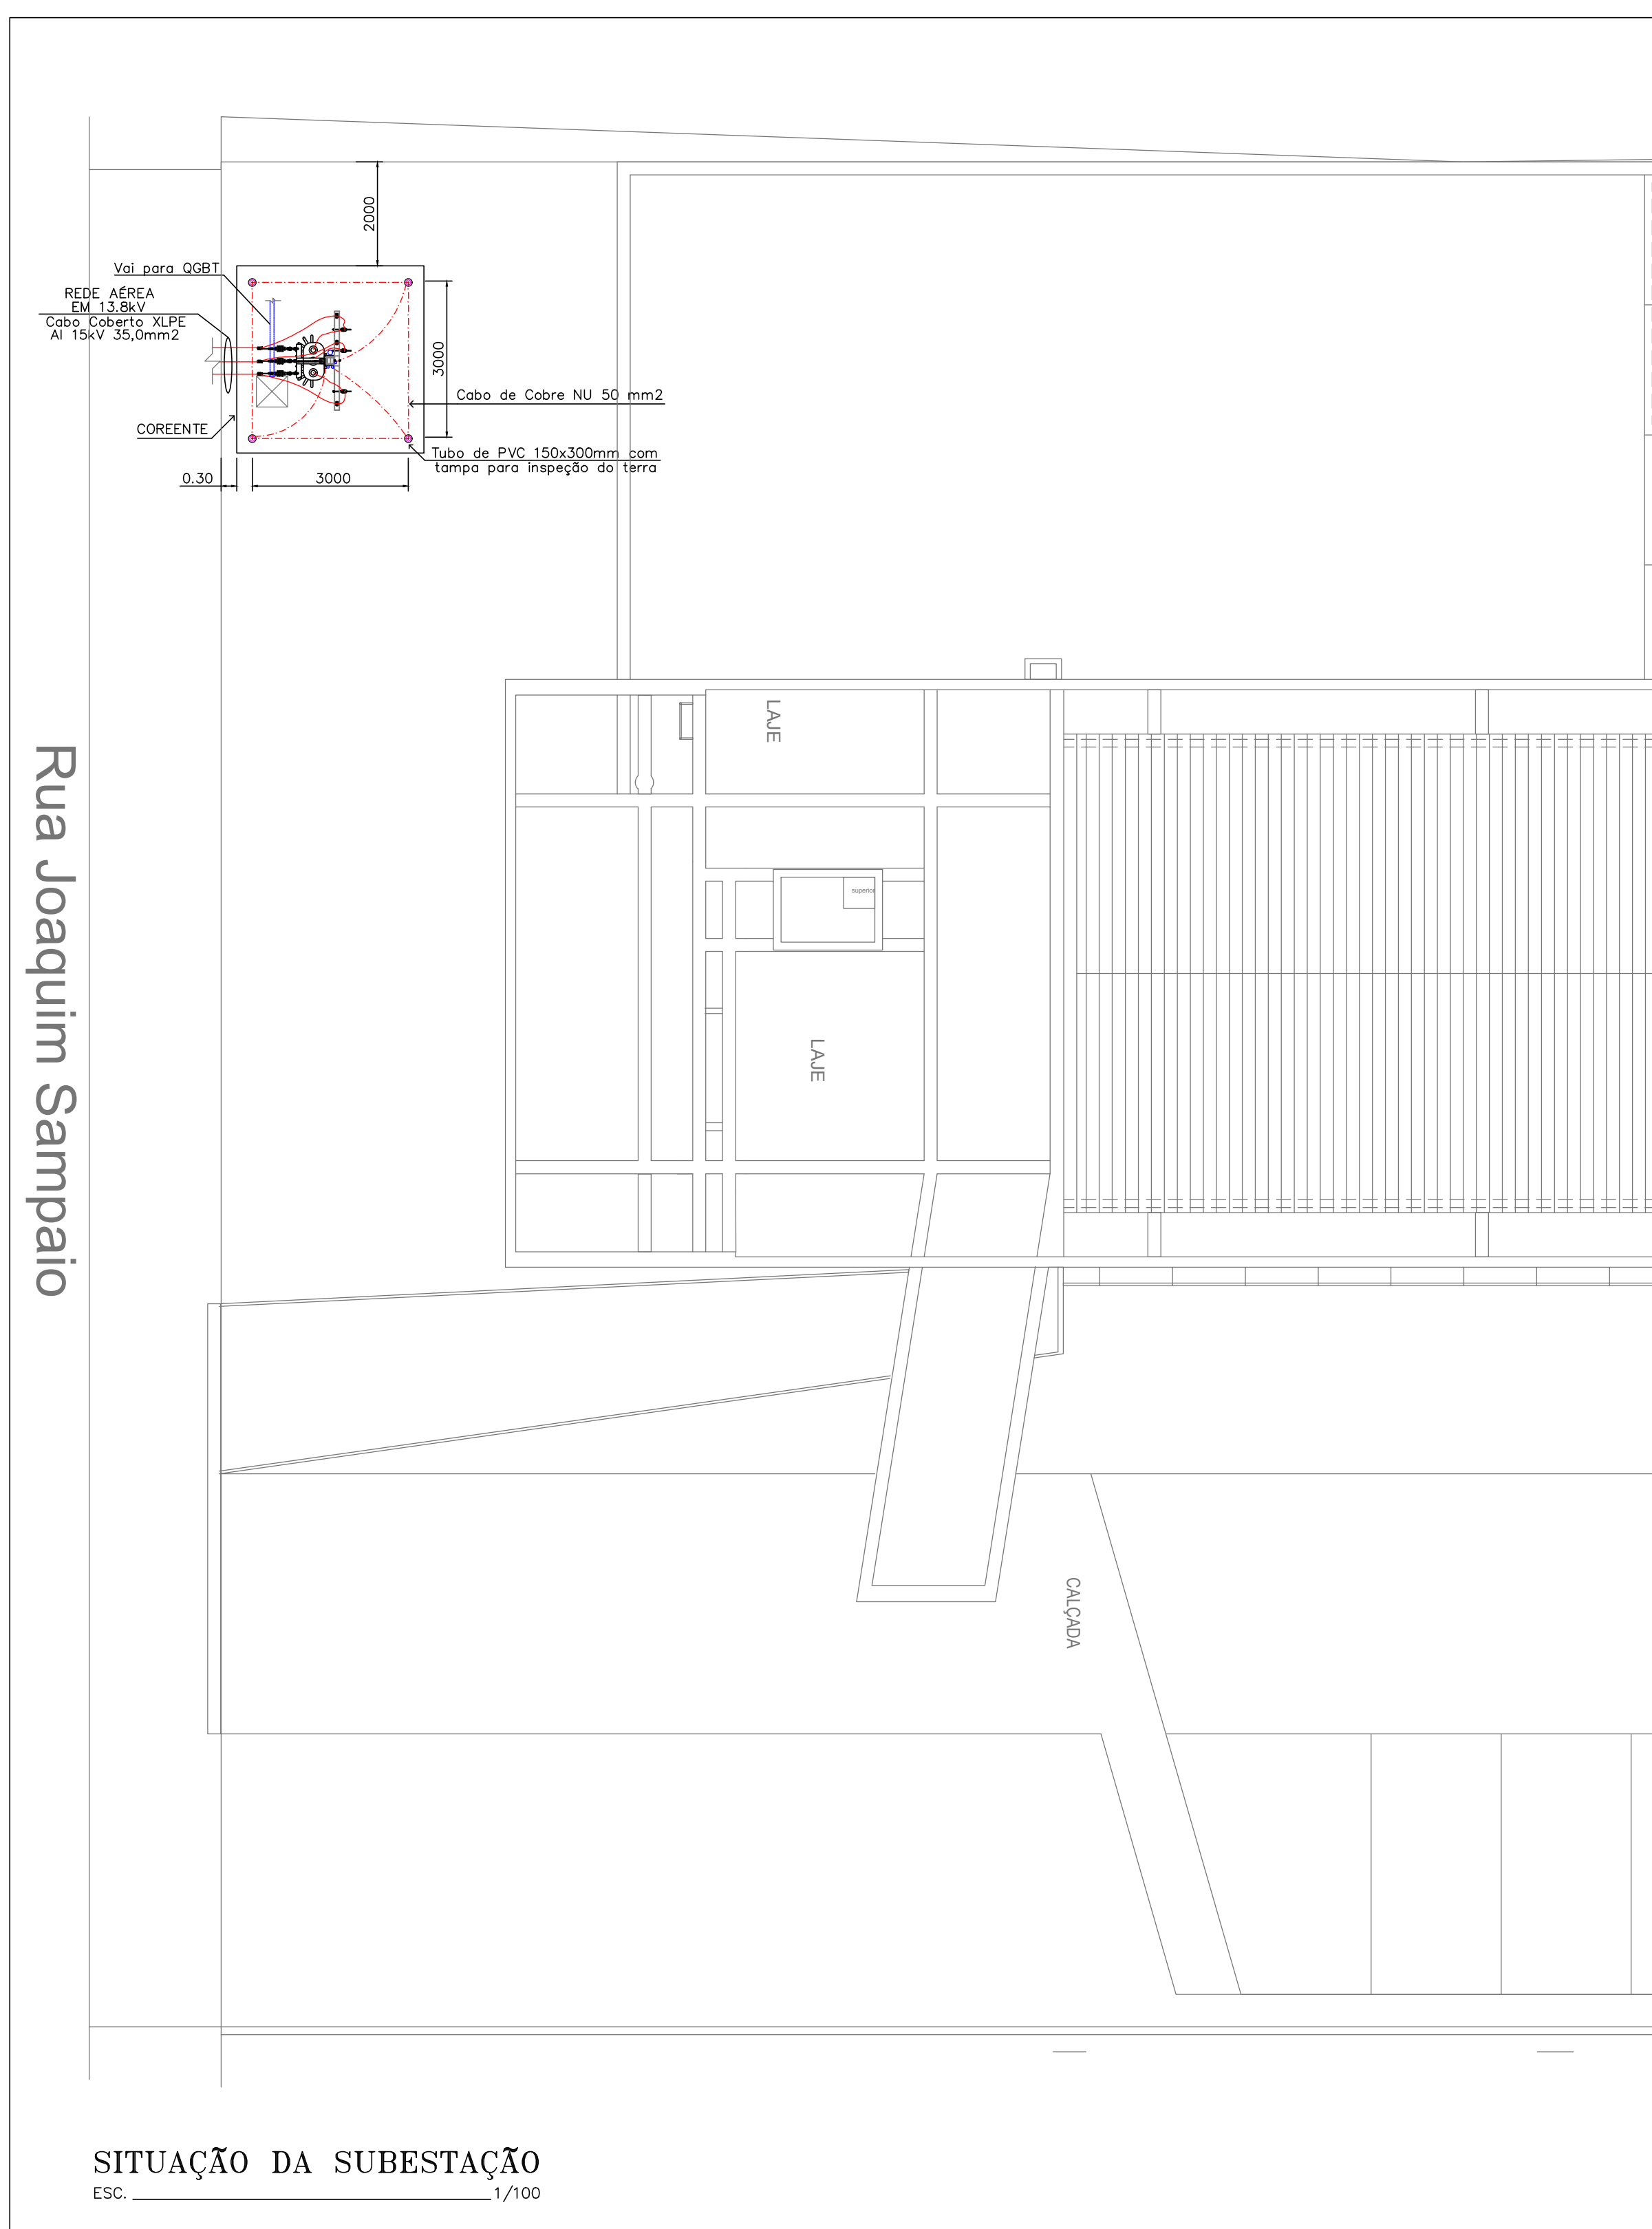 2000
Vai para QGBT
REDE AÉREA
EM 13.8kV
Cabo Coberto XLPE
Al 15kV 35,0mm2
3000
Cabo de Cobre NU 50 mm2
COREENTE
Tubo de PVC 150x300mm com
tampa para inspeção do terra
0.30
3000
LAJE
Rua Joaquim Sampaio
superior
LAJE
CALÇADA
SITUAÇÃO DA SUBESTAÇÃO
ESC. 1/100